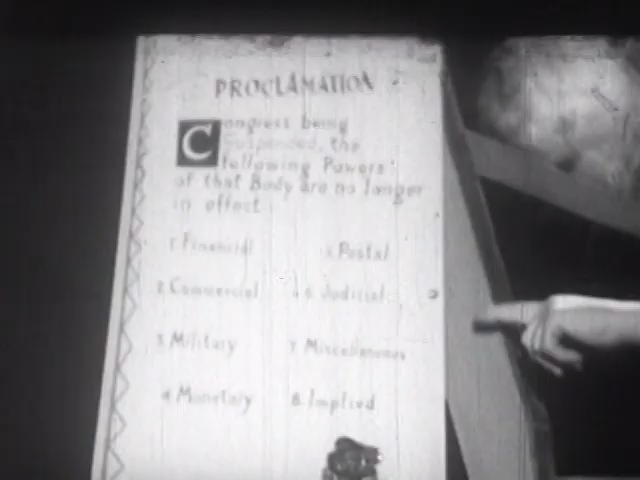 PROCLAMATION
Congress being
Suspended, the
following Powers
of that Body are no longer
in effect
1 Financial
5 Postal
2 Commercial
6 Judicial
3 Military
7 Miscellaneous
4 Monetary
8 Implied